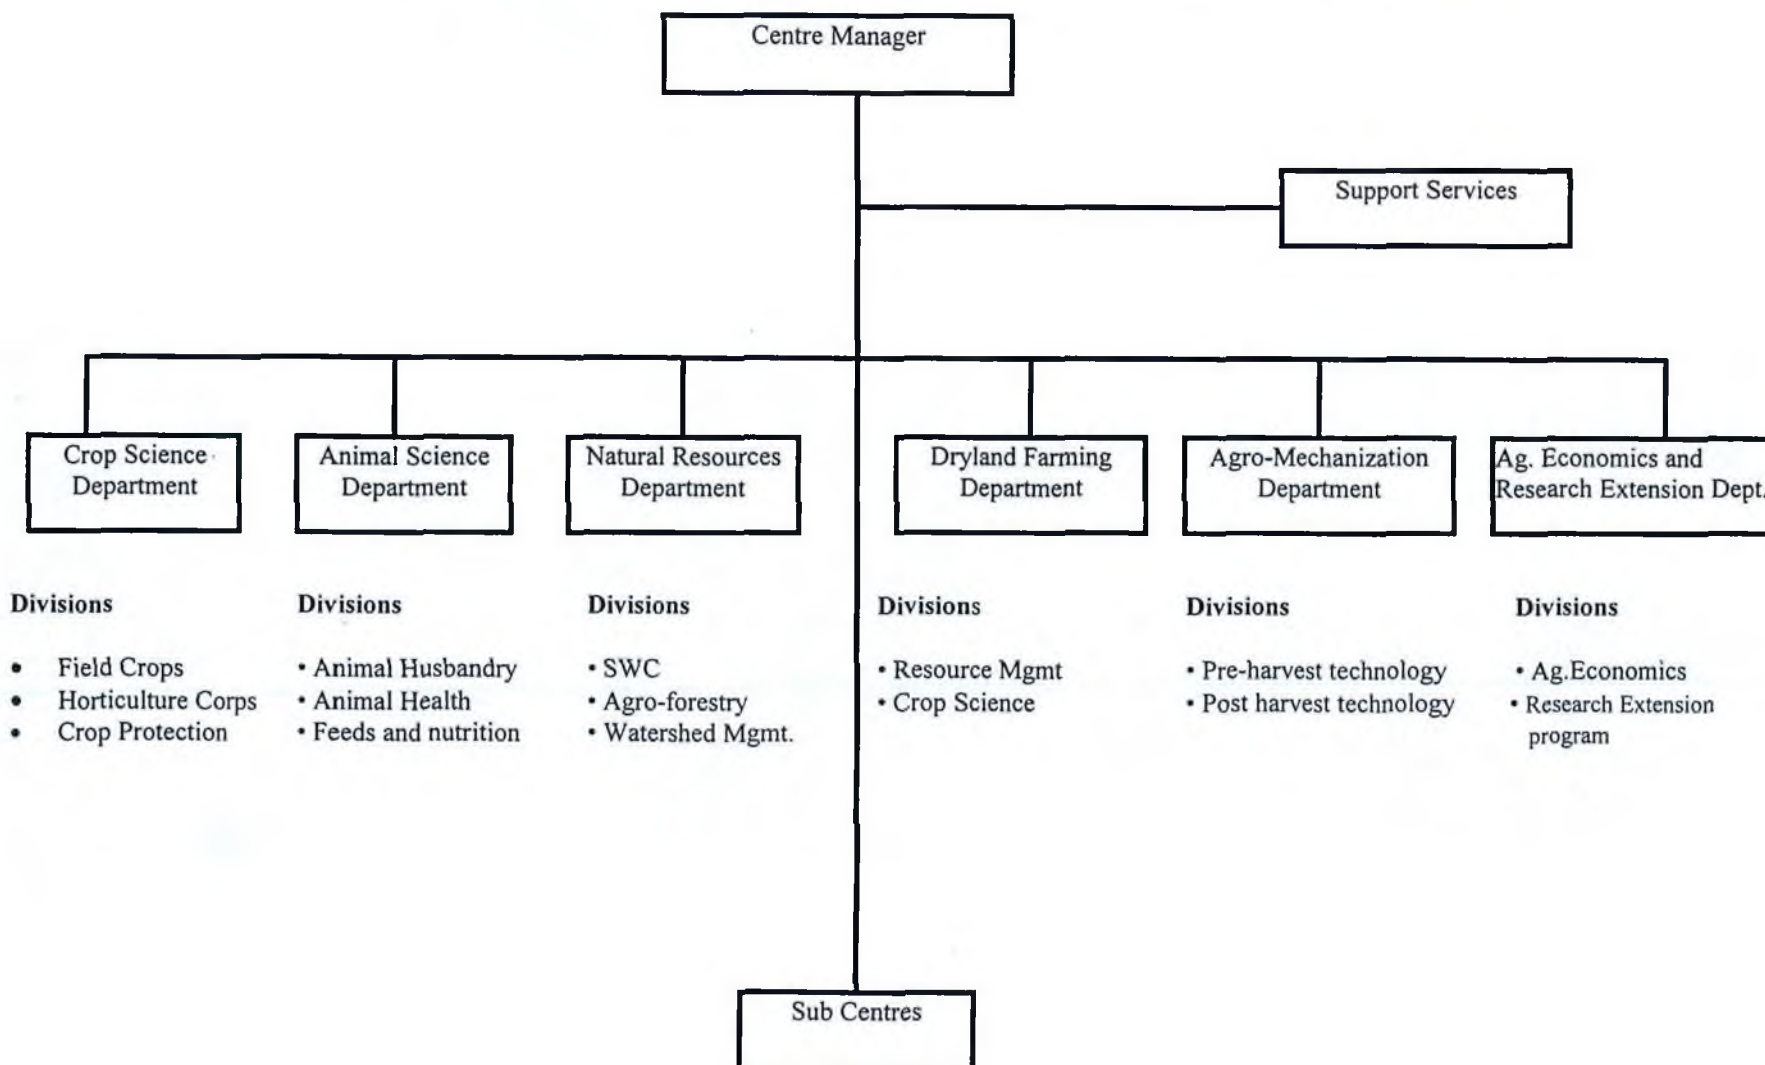 Centre Manager
Support Services
Crop Science
Department
Animal Science
Department
Natural Resources
Department
Dryland Farming
Department
Agro-Mechanization
Department
Ag. Economics and
Research Extension Dept.
Divisions
• Field Crops
• Horticulture Corps
• Crop Protection
Divisions
• Animal Husbandry
• Animal Health
• Feeds and nutrition
Divisions
• SWC
• Agro-forestry
• Watershed Mgmt.
Divisions
• Resource Mgmt
• Crop Science
Divisions
• Pre-harvest technology
• Post harvest technology
Divisions
• Ag.Economics
• Research Extension
program
Sub Centres